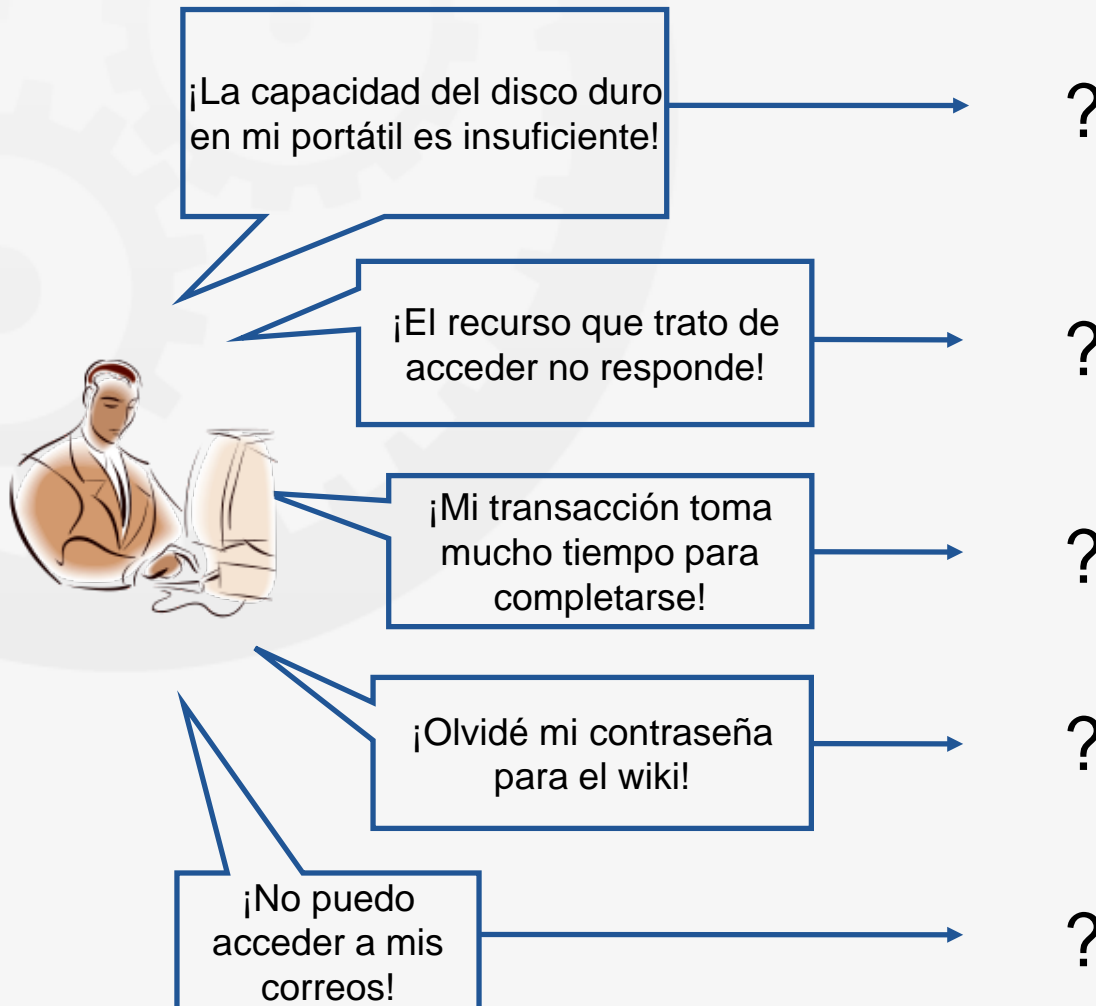 ¡La capacidad del disco duro
en mi portátil es insuficiente!
?
¡El recurso que trato de
acceder no responde!
?
¡Mi transacción toma
mucho tiempo para
completarse!
?
¡Olvidé mi contraseña
para el wiki!
?
¡No puedo
acceder a mis
correos!
?